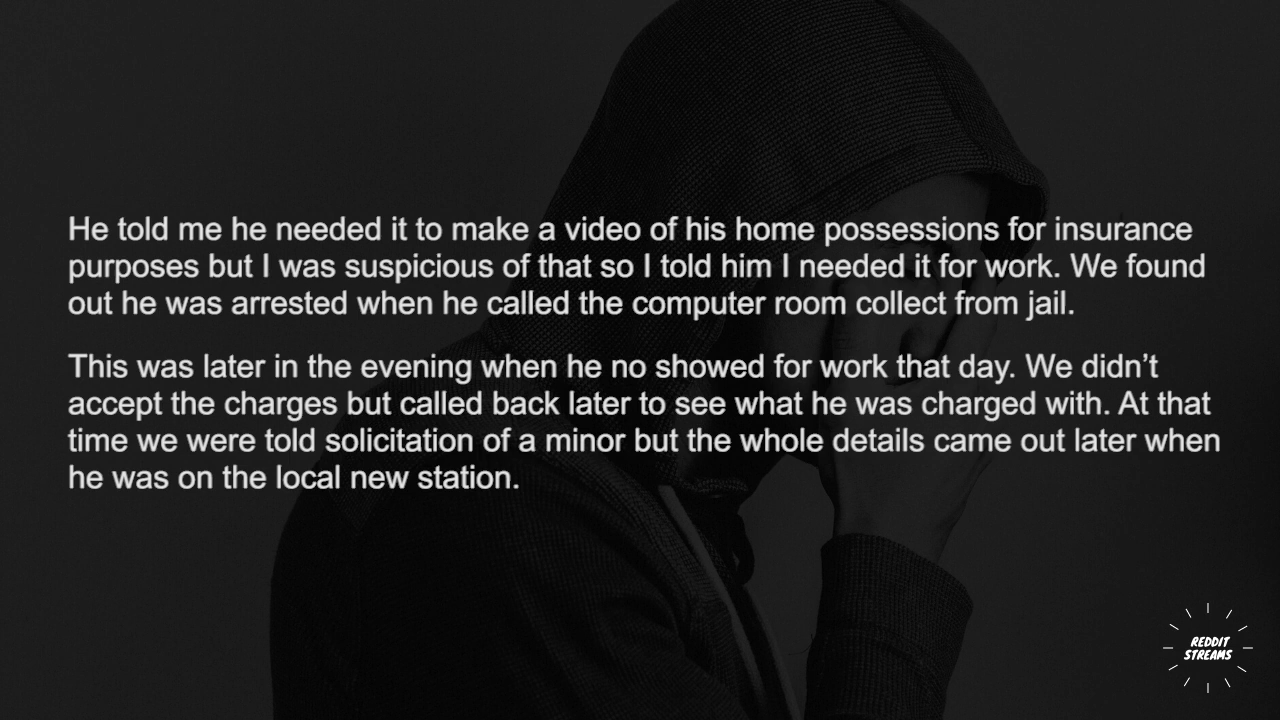 He told me he needed it to make a video of his home possessions for insurance
purposes but I was suspicious of that so I told him I needed it for work. We found
out he was arrested when he called the computer room collect from jail.
This was later in the evening when he no showed for work that day. We didn’t
accept the charges but called back later to see what he was charged with. At that
time we were told solicitation of a minor but the whole details came out later when
he was on the local new station.
REDDIT
STREAMS